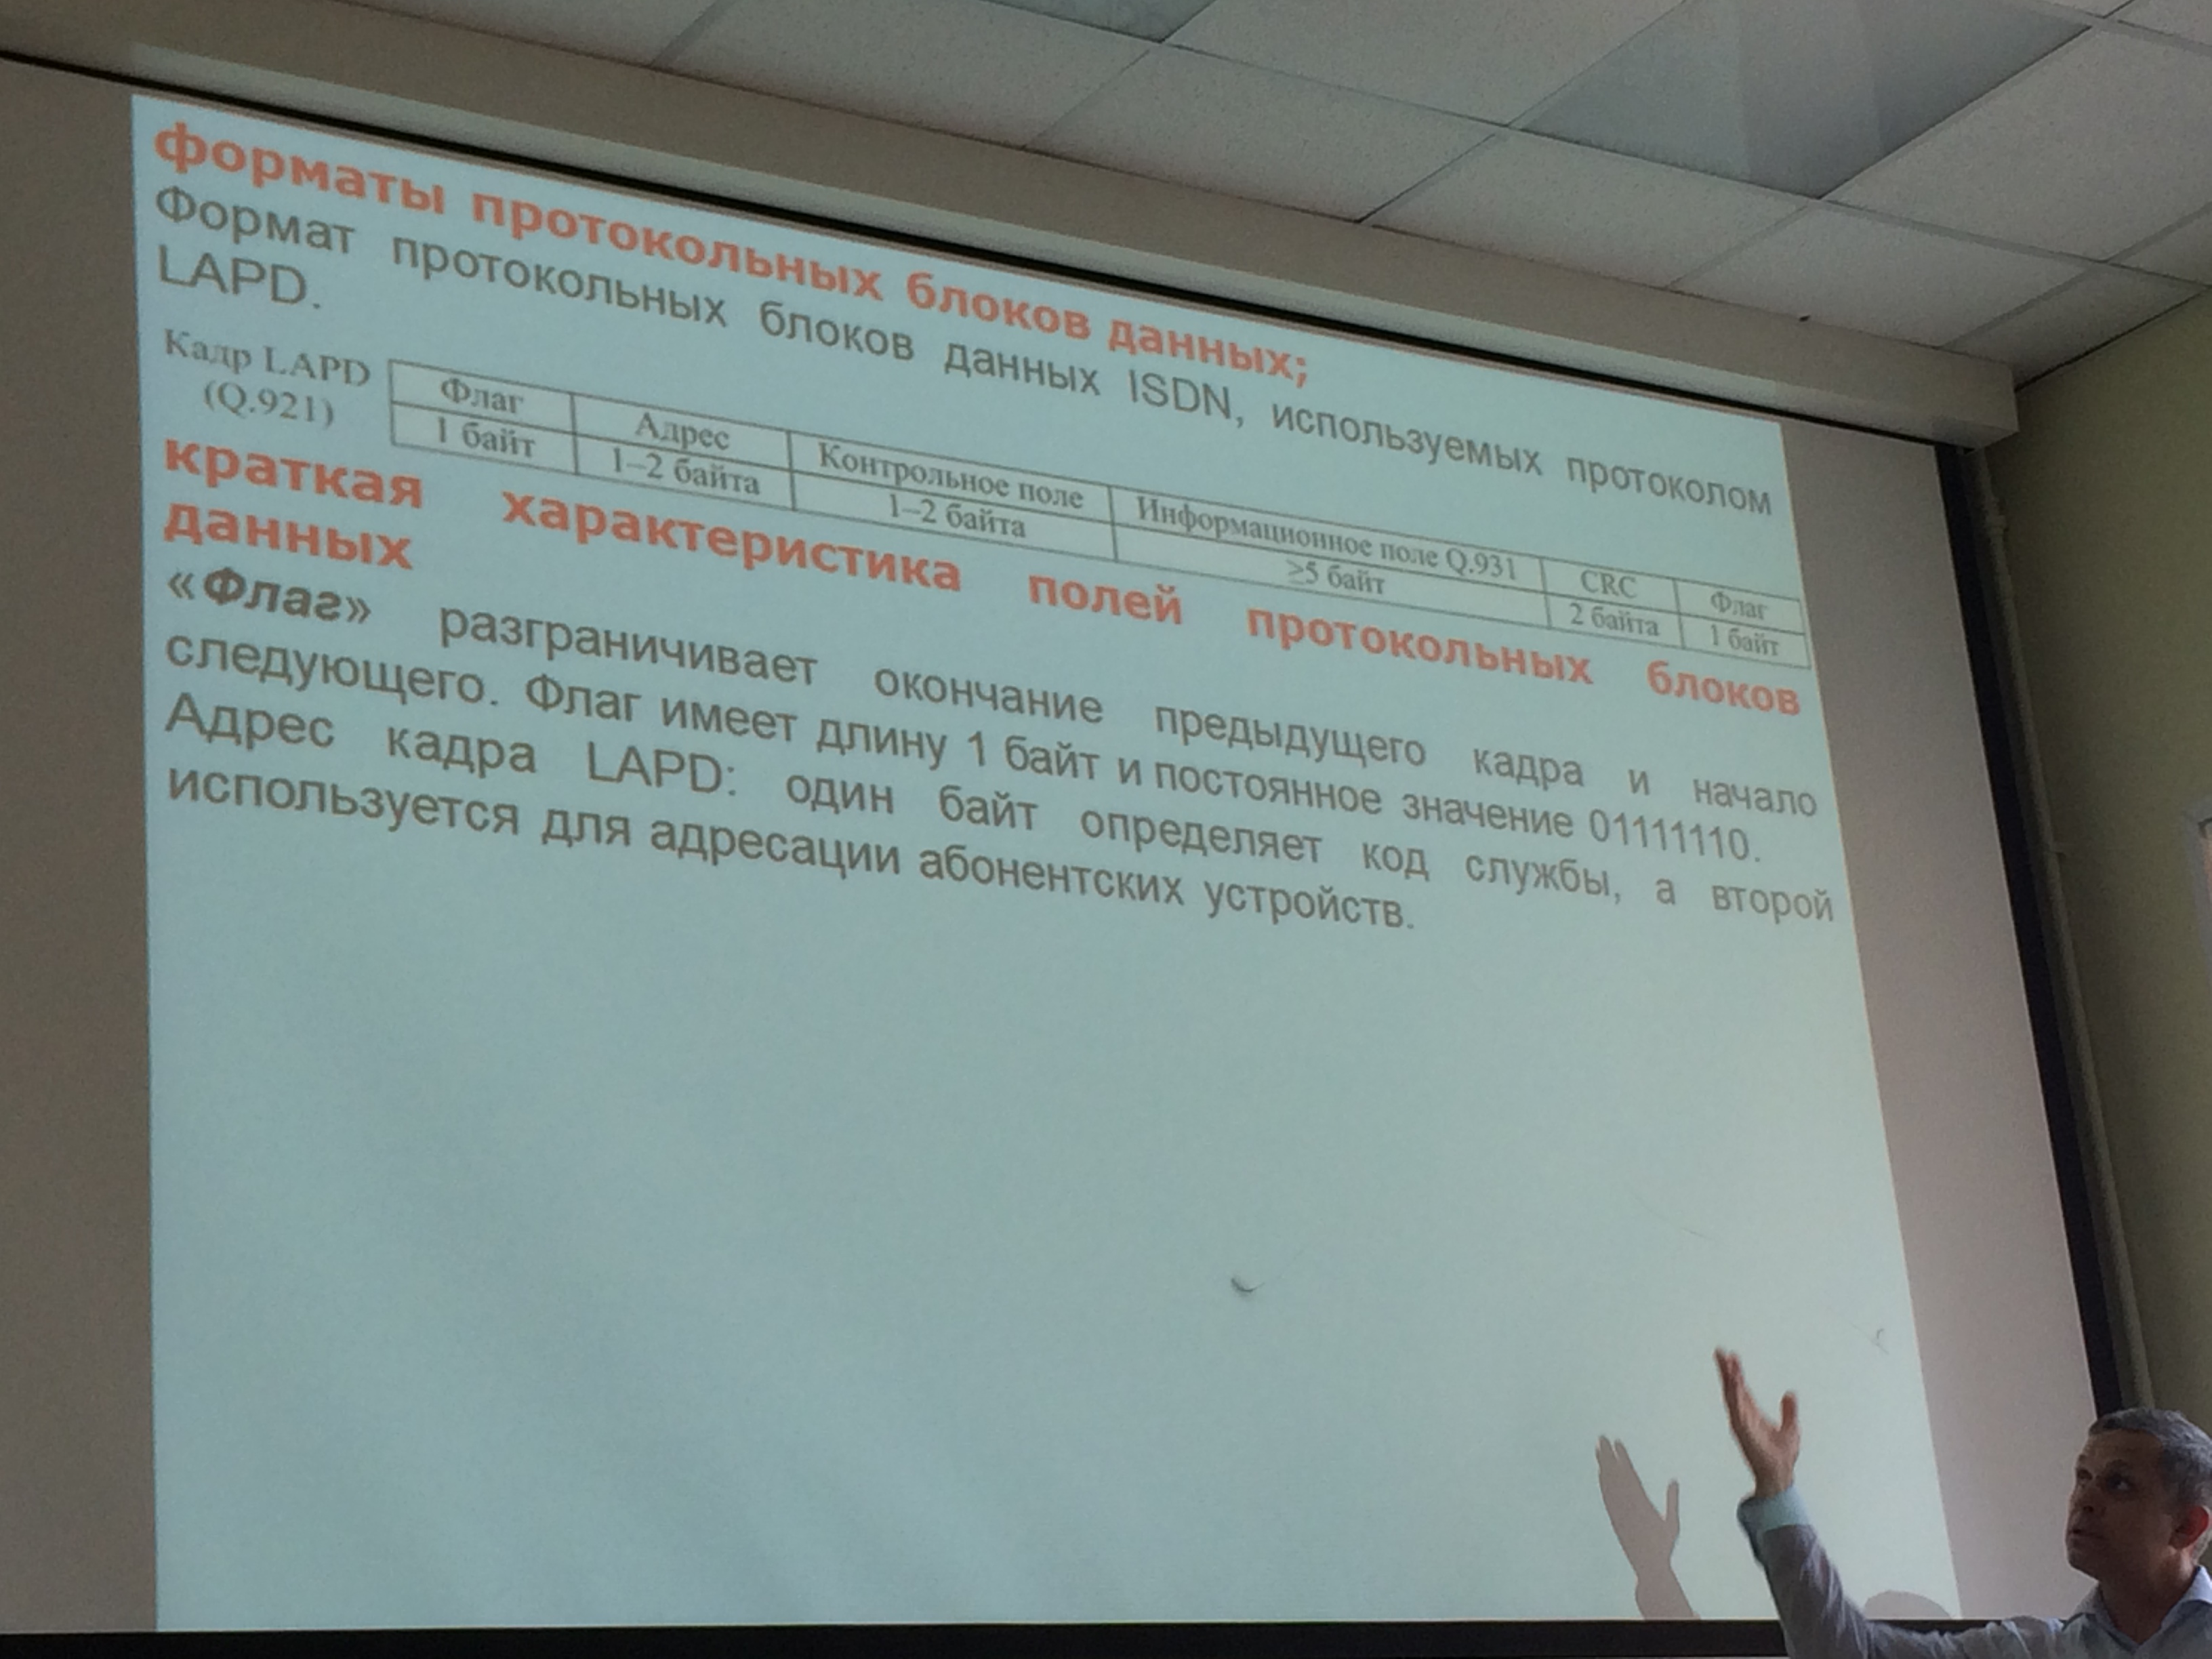 форматы протокольных блоков данных;
Формат протокольных блоков данных ISDN, используемых протоколом
LAPD.
Кадр LAPD
(Q.921)
Флаг Адрес Контрольное поле Информационное поле Q.931 CRC Флаг
1 байт 1–2 байта 1–2 байта ≥5 байт 2 байта 1 байт
краткая характеристика полей протокольных блоков
данных
«Флаг» разграничивает окончание предыдущего кадра и начало
следующего. Флаг имеет длину 1 байт и постоянное значение 01111110.
Адрес кадра LAPD: один байт определяет код службы, а второй
используется для адресации абонентских устройств.